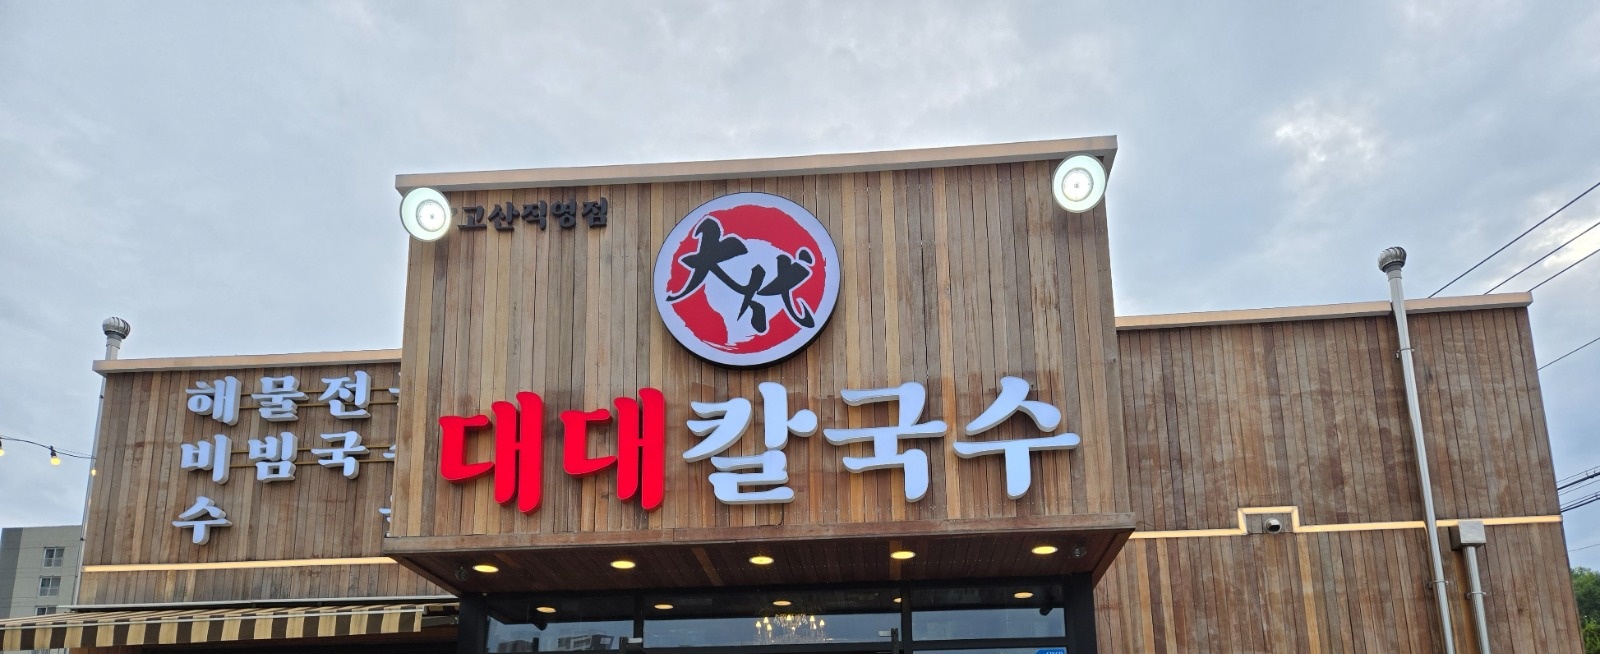 고산직영점
大代
대대칼국수
해물전
비빔국수
수